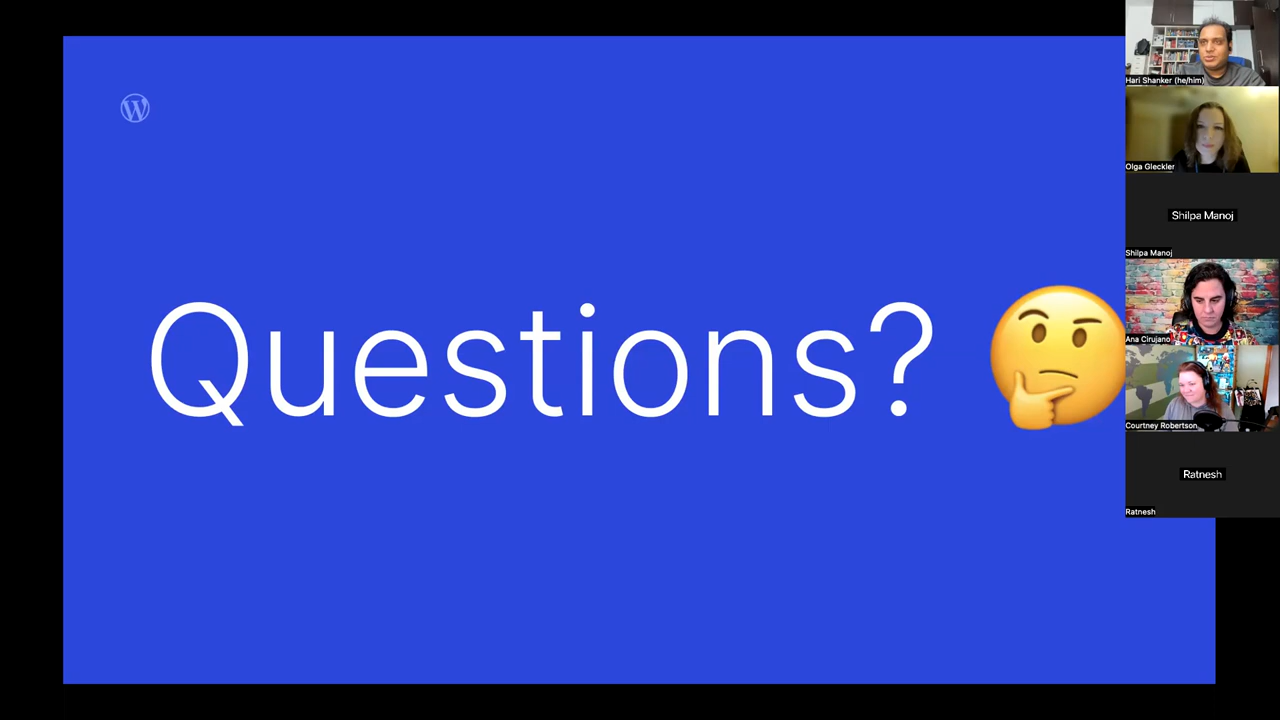 Questions? 🤔
Hari Shanker (he/him)
Olga Gleckler
Shilpa Manoj
Shilpa Manoj
Ana Cirujano
Courtney Robertson
Ratnesh
Ratnesh